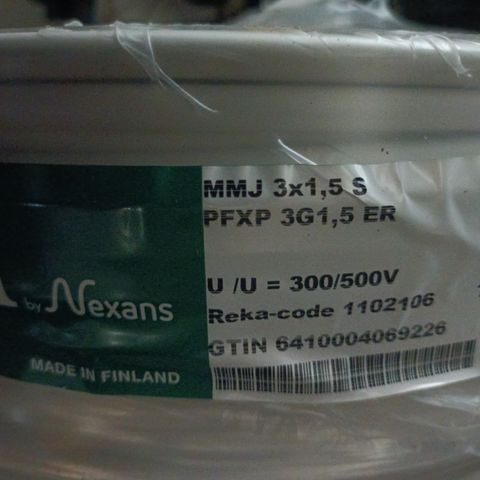 MMJ 3x1,5 S
PFXP 3G1,5 ER
U /U = 300/500V
Reka-code 1102106
GTIN 6410004069226
by Nexans
MADE IN FINLAND